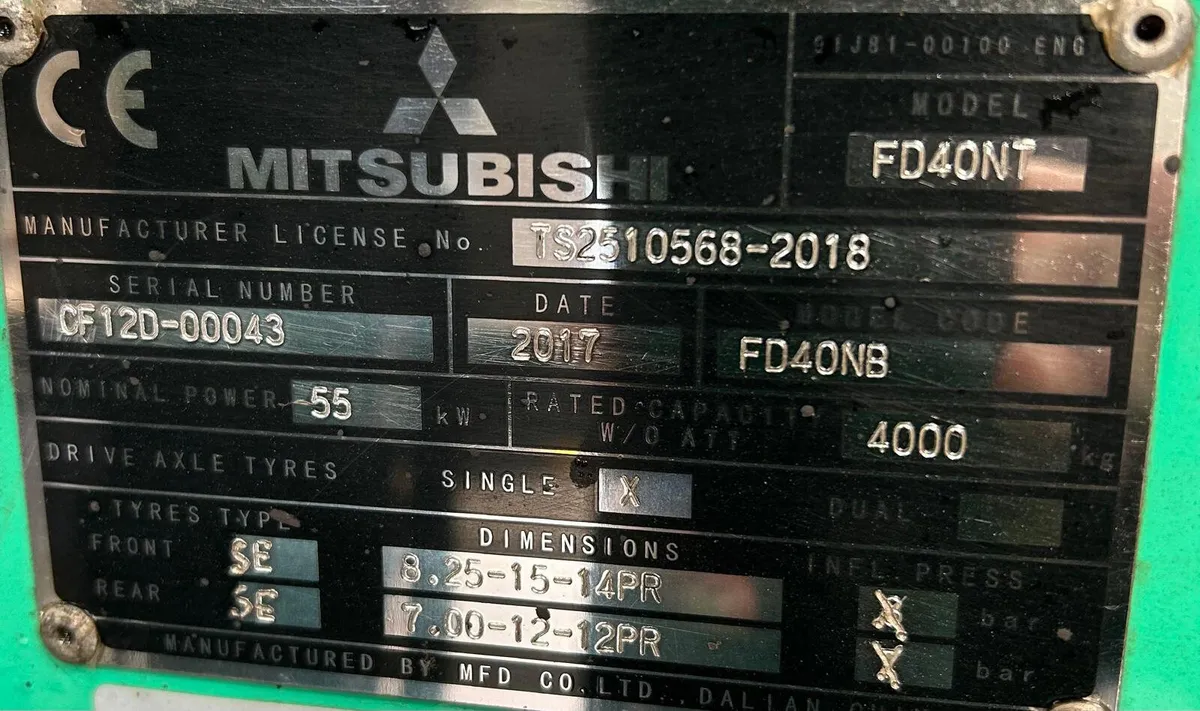 CE
MITSUBISHI
91J81-00100 ENG
MODEL
FD40NT
MANUFACTURER LICENSE No. TS2510568-2018
SERIAL NUMBER DATE MODEL CODE
CF12D-00043 2017 FD40NB
NOMINAL POWER 55 kW RATED CAPACITY W/O ATT 4000 kg
DRIVE AXLE TYRES SINGLE X DUAL
TYRES TYPE DIMENSIONS INFL. PRESS
FRONT SE 8.25-15-14PR X bar
REAR SE 7.00-12-12PR X bar
MANUFACTURED BY MFD CO.LTD. DALIAN